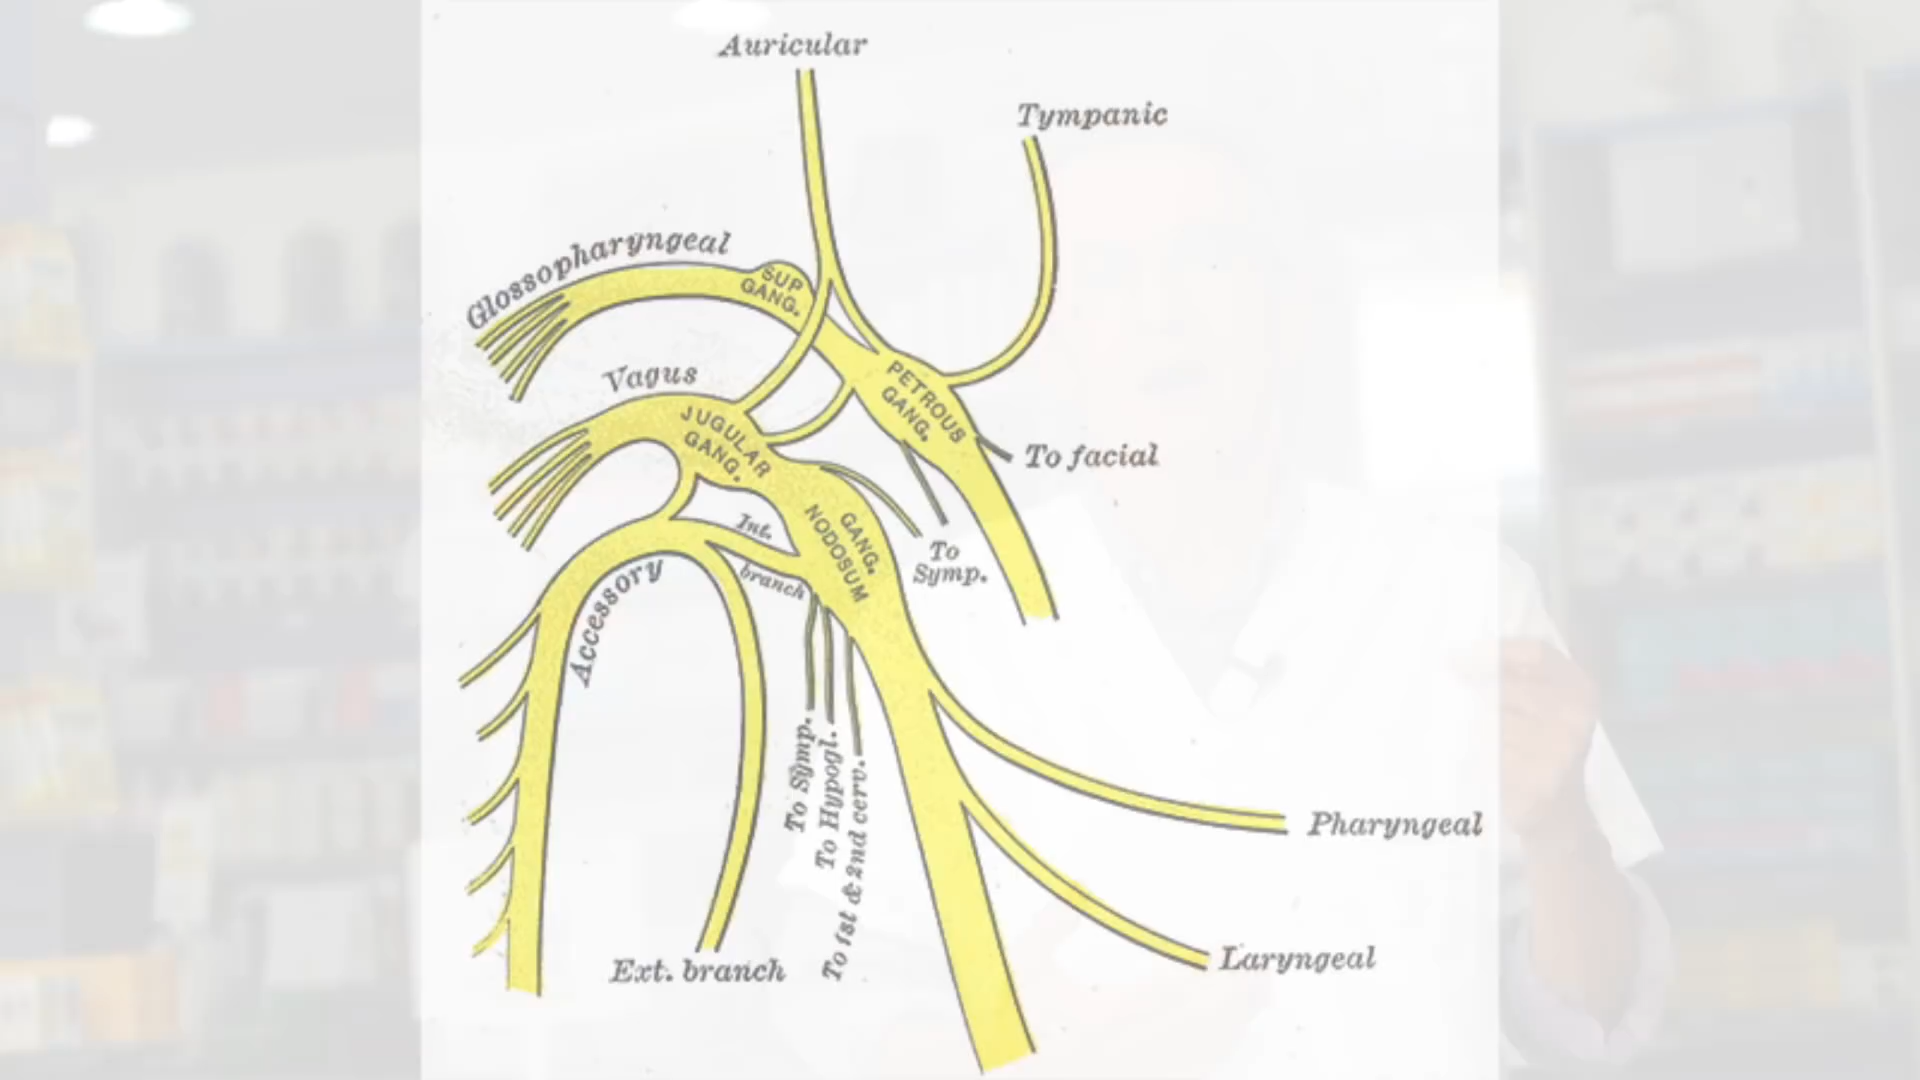 Auricular
Tympanic
Glossopharyngeal
SUP
GANG.
Vagus
JUGULAR
GANG.
PETROUS
GANG.
To facial
GANG.
NODOSUM
Int.
branch
To
Symp.
Accessory
To Symp.
To Hypogl.
To 1st & 2nd cerv.
Pharyngeal
Laryngeal
Ext. branch